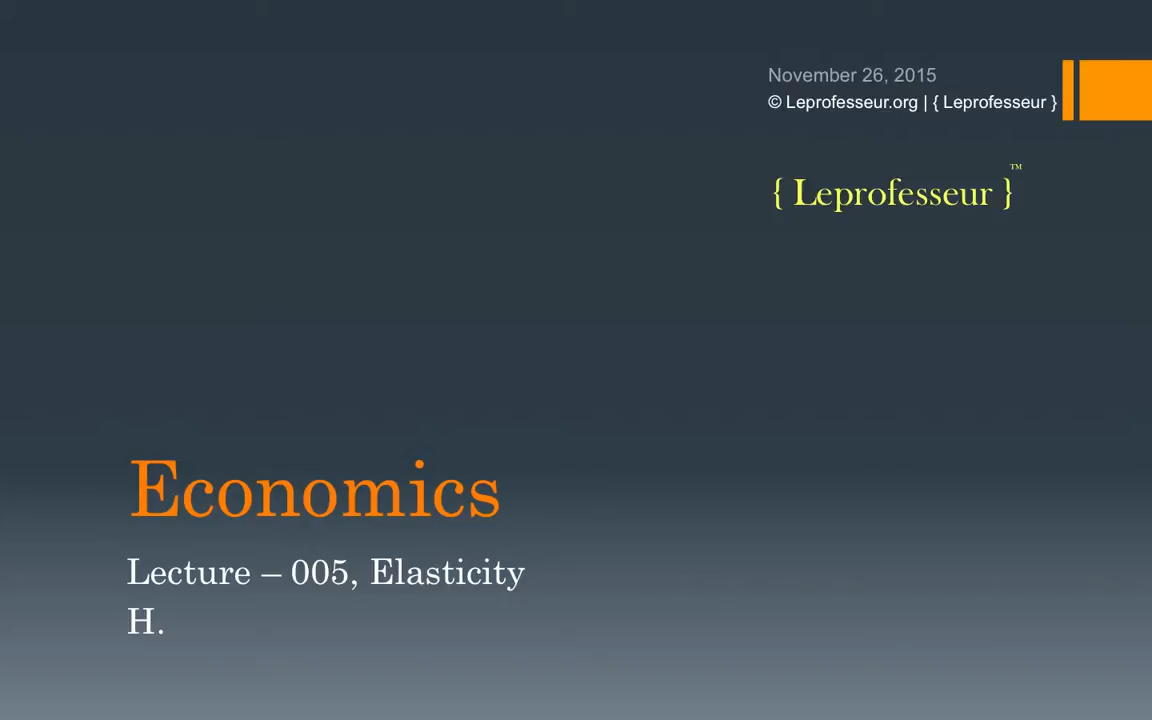 November 26, 2015
© Leprofesseur.org | { Leprofesseur }
{ Leprofesseur }™
Economics
Lecture – 005, Elasticity
H.